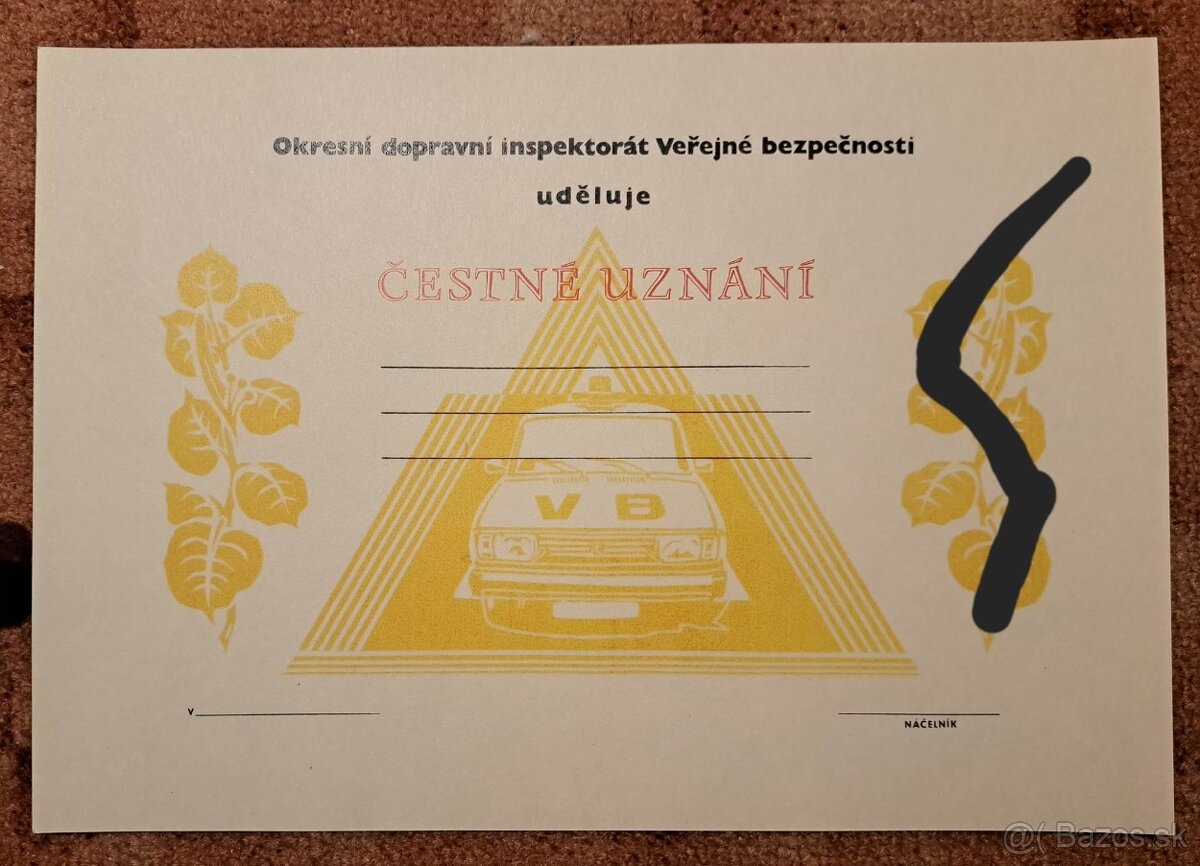 Okresní dopravní inspektorát Veřejné bezpečnosti
uděluje
ČESTNÉ UZNÁNÍ
V B
V
NÁČELNÍK
@( Bazos.sk